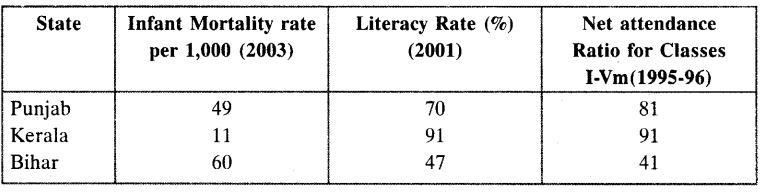 State Infant Mortality rate Literacy Rate (%) Net attendance
per 1,000 (2003) (2001) Ratio for Classes
I-Vm(1995-96)
Punjab 49 70 81
Kerala 11 91 91
Bihar 60 47 41